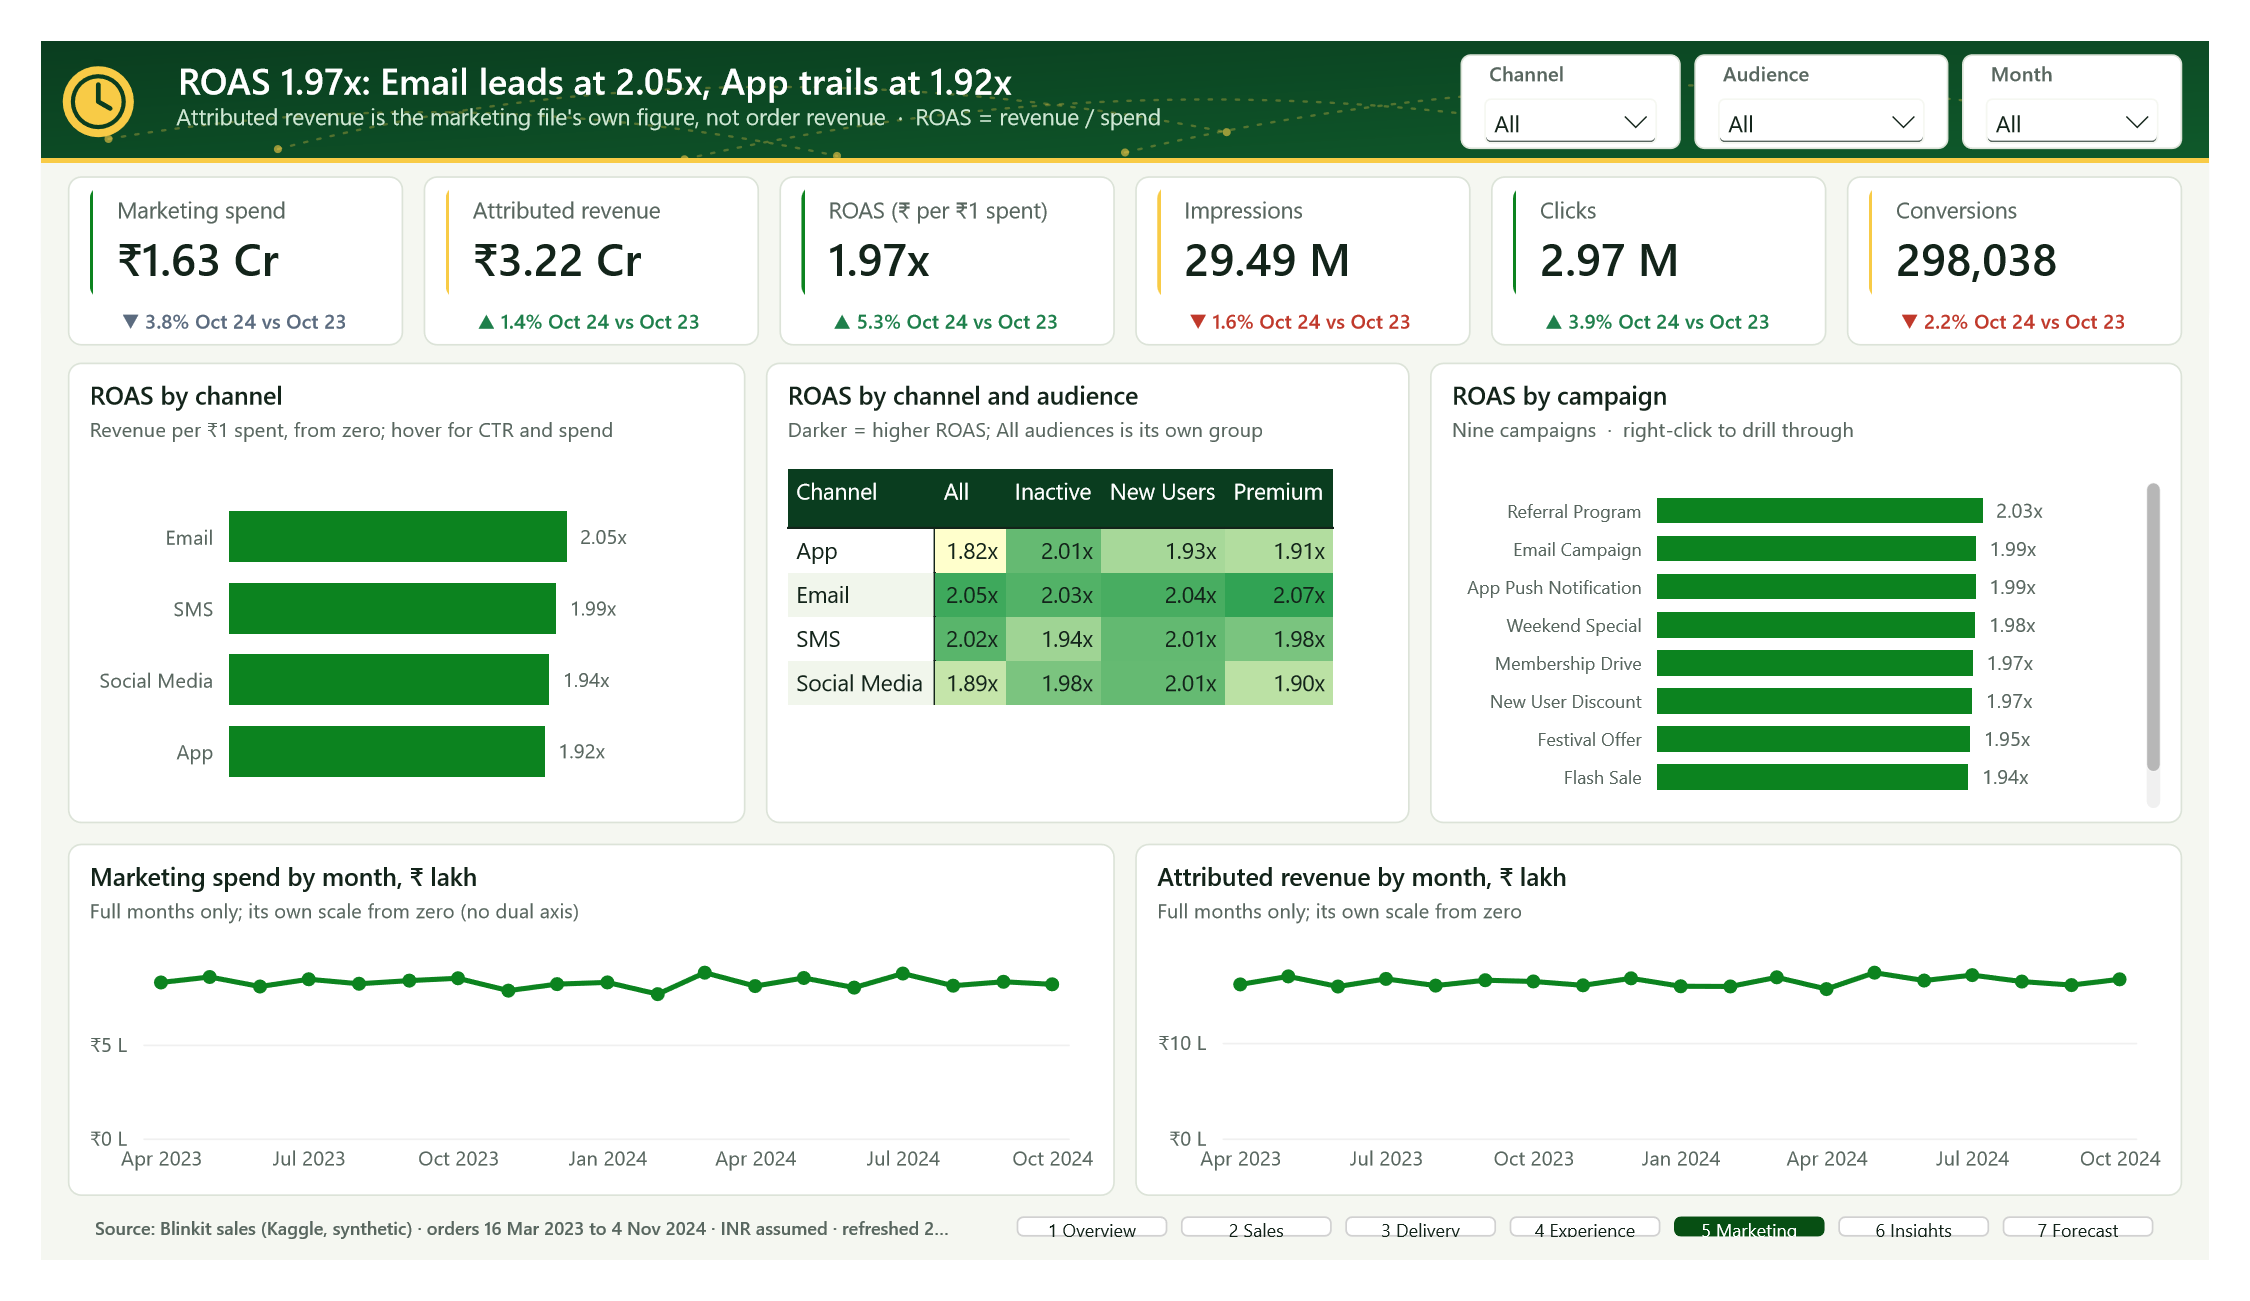 ROAS 1.97x: Email leads at 2.05x, App trails at 1.92x
Attributed revenue is the marketing file's own figure, not order revenue · ROAS = revenue / spend
Channel
All
Audience
All
Month
All
Marketing spend
₹1.63 Cr
▼ 3.8% Oct 24 vs Oct 23
Attributed revenue
₹3.22 Cr
▲ 1.4% Oct 24 vs Oct 23
ROAS (₹ per ₹1 spent)
1.97x
▲ 5.3% Oct 24 vs Oct 23
Impressions
29.49 M
▼ 1.6% Oct 24 vs Oct 23
Clicks
2.97 M
▲ 3.9% Oct 24 vs Oct 23
Conversions
298,038
▼ 2.2% Oct 24 vs Oct 23
ROAS by channel
Revenue per ₹1 spent, from zero; hover for CTR and spend
Email 2.05x
SMS 1.99x
Social Media 1.94x
App 1.92x
ROAS by channel and audience
Darker = higher ROAS; All audiences is its own group
Channel All Inactive New Users Premium
App 1.82x 2.01x 1.93x 1.91x
Email 2.05x 2.03x 2.04x 2.07x
SMS 2.02x 1.94x 2.01x 1.98x
Social Media 1.89x 1.98x 2.01x 1.90x
ROAS by campaign
Nine campaigns · right-click to drill through
Referral Program 2.03x
Email Campaign 1.99x
App Push Notification 1.99x
Weekend Special 1.98x
Membership Drive 1.97x
New User Discount 1.97x
Festival Offer 1.95x
Flash Sale 1.94x
Marketing spend by month, ₹ lakh
Full months only; its own scale from zero (no dual axis)
₹5 L
₹0 L
Apr 2023 Jul 2023 Oct 2023 Jan 2024 Apr 2024 Jul 2024 Oct 2024
Attributed revenue by month, ₹ lakh
Full months only; its own scale from zero
₹10 L
₹0 L
Apr 2023 Jul 2023 Oct 2023 Jan 2024 Apr 2024 Jul 2024 Oct 2024
Source: Blinkit sales (Kaggle, synthetic) · orders 16 Mar 2023 to 4 Nov 2024 · INR assumed · refreshed 2...
1 Overview
2 Sales
3 Delivery
4 Experience
5 Marketing
6 Insights
7 Forecast